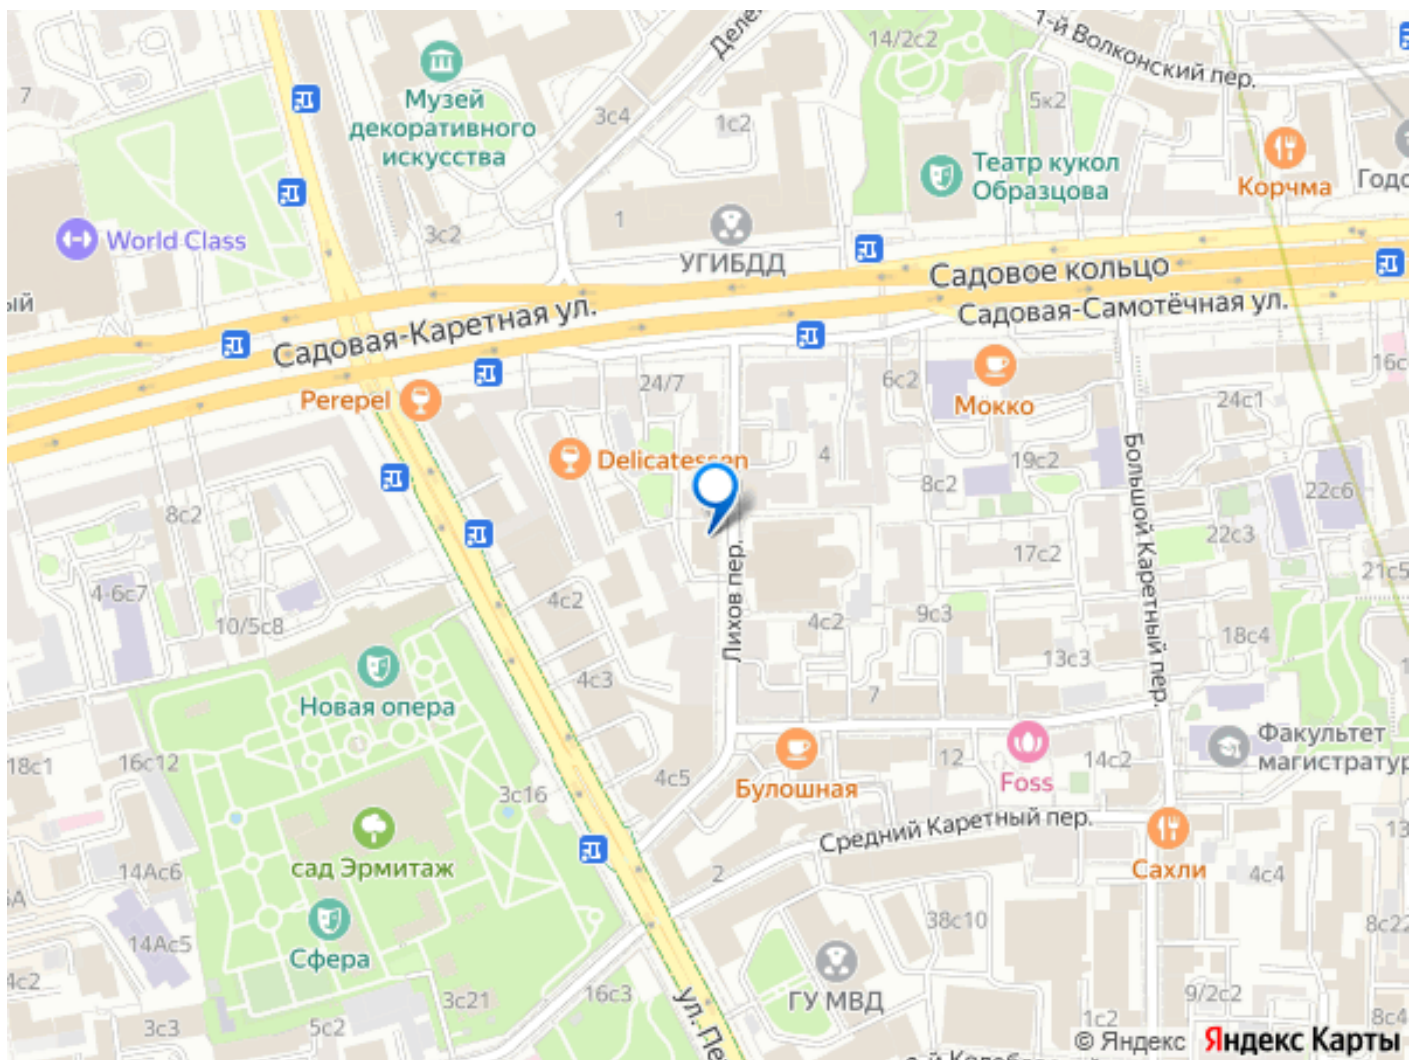 1-й Волконский пер.
14/2с2
7
Музей
декоративного
искусства
3с4
1с2
5к2
Театр кукол
Образцова
Корчма
World Class
3с2
1
УГИБДД
Садовое кольцо
Садовая-Каретная ул.
Садовая-Самотёчная ул.
24/7
6с2
Мокко
16с
Perepel
24с1
Delicatessen
4
19с2
8с2
22с6
8с2
Лихов пер.
Большой Каретный пер.
22с3
17с2
21с5
4-6с7
4с2
9с3
10/5с8
4с2
18с4
13с3
4с3
7
Новая опера
Факультет
магистратур
18с1
16с12
1
4с5
12
14с2
Foss
Булошная
3с16
Средний Каретный пер.
13
сад Эрмитаж
14Ас6
2
Сахли
4с4
Сфера
14Ас5
38с10
8с22
4с2
3с21
16с3
ул. Пе
ГУ МВД
9/2с2
3с3
5с2
1с2
8с4
© Яндекс
Яндекс Карты